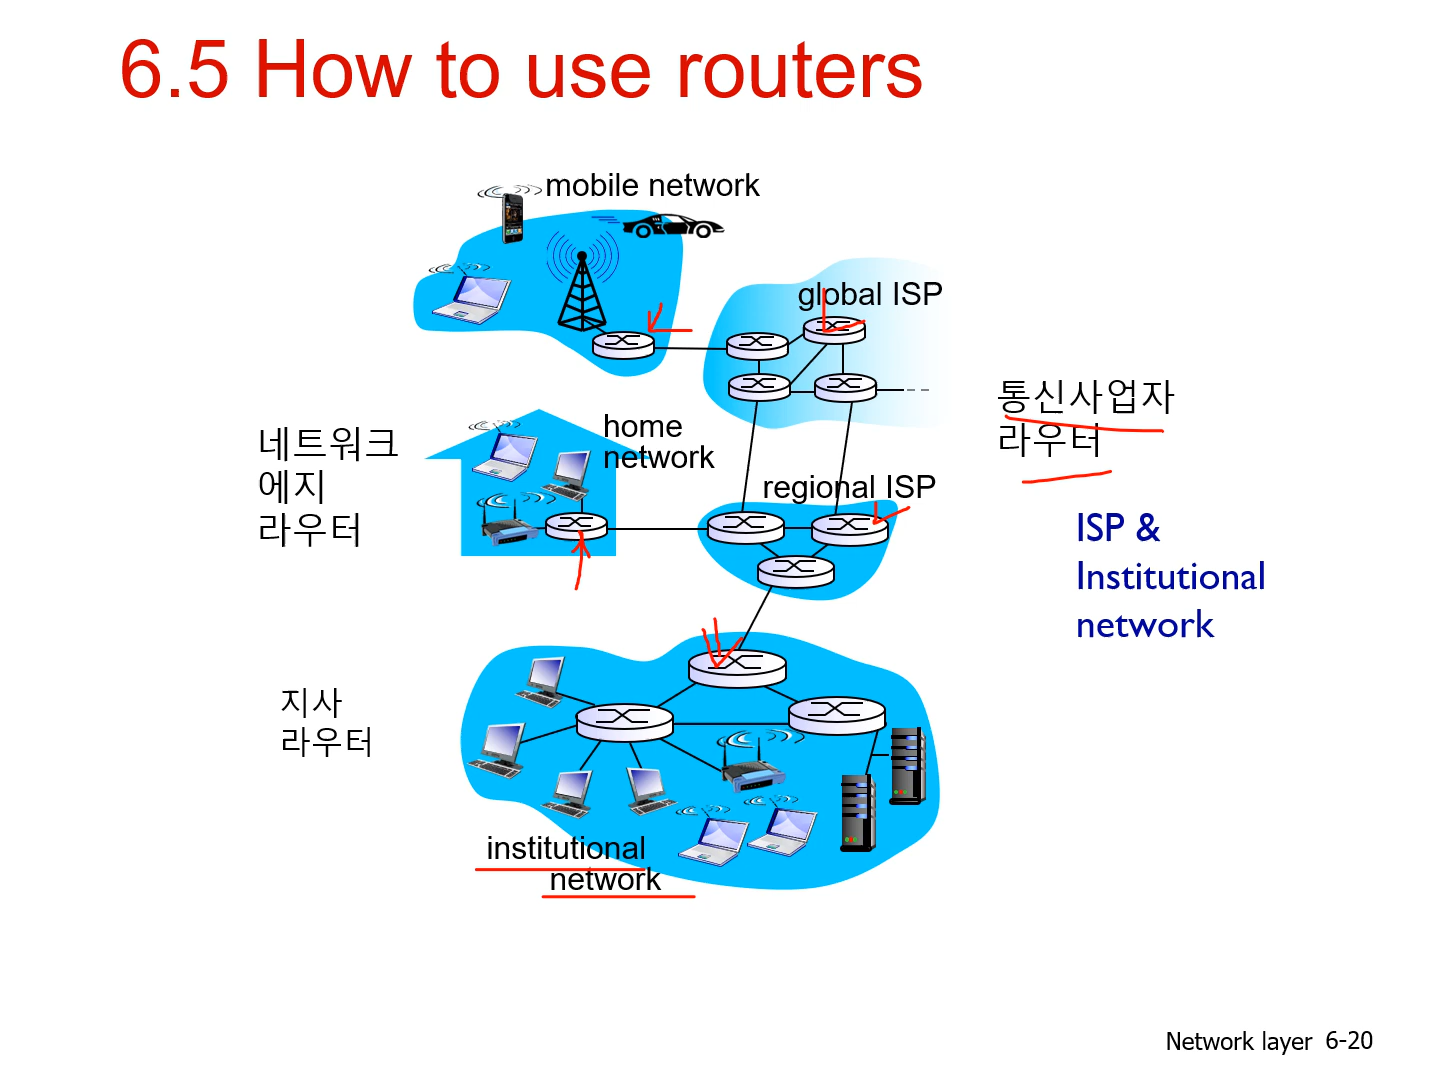 6.5 How to use routers
mobile network
global ISP
통신사업자
라우터
home
network
네트워크
에지
라우터
regional ISP
ISP &
Institutional
network
지사
라우터
institutional
network
Network layer 6-20